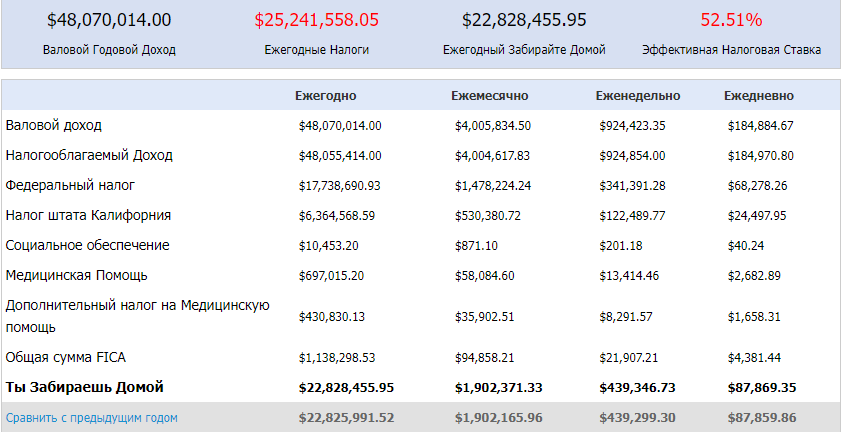 $48,070,014.00 $25,241,558.05 $22,828,455.95 52.51%
Валовой Годовой Доход Ежегодные Налоги Ежегодный Забирайте Домой Эффективная Налоговая Ставка
Ежегодно Ежемесячно Еженедельно Ежедневно
Валовой доход $48,070,014.00 $4,005,834.50 $924,423.35 $184,884.67
Налогооблагаемый Доход $48,055,414.00 $4,004,617.83 $924,854.00 $184,970.80
Федеральный налог $17,738,690.93 $1,478,224.24 $341,391.28 $68,278.26
Налог штата Калифорния $6,364,568.59 $530,380.72 $122,489.77 $24,497.95
Социальное обеспечение $10,453.20 $871.10 $201.18 $40.24
Медицинская Помощь $697,015.20 $58,084.60 $13,414.46 $2,682.89
Дополнительный налог на Медицинскую
помощь $430,830.13 $35,902.51 $8,291.57 $1,658.31
Общая сумма FICA $1,138,298.53 $94,858.21 $21,907.21 $4,381.44
Ты Забираешь Домой $22,828,455.95 $1,902,371.33 $439,346.73 $87,869.35
Сравнить с предыдущим годом $22,825,991.52 $1,902,165.96 $439,299.30 $87,859.86